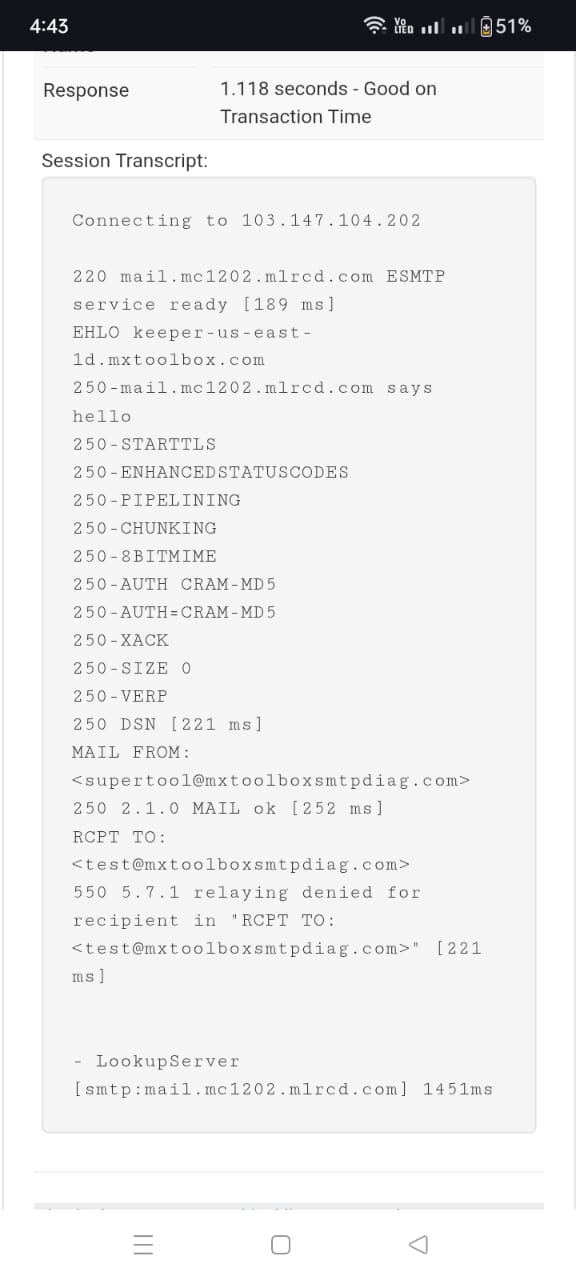 4:43
Vo LTED
51%
Response
1.118 seconds - Good on
Transaction Time
Session Transcript:
Connecting to 103.147.104.202
220 mail.mc1202.mlrcd.com ESMTP
service ready [189 ms]
EHLO keeper-us-east-
1d.mxtoolbox.com
250-mail.mc1202.mlrcd.com says
hello
250-STARTTLS
250-ENHANCEDSTATUSCODES
250-PIPELINING
250-CHUNKING
250-8BITMIME
250-AUTH CRAM-MD5
250-AUTH=CRAM-MD5
250-XACK
250-SIZE 0
250-VERP
250 DSN [221 ms]
MAIL FROM:
<supertool@mxtoolboxsmtpdiag.com>
250 2.1.0 MAIL ok [252 ms]
RCPT TO:
<test@mxtoolboxsmtpdiag.com>
550 5.7.1 relaying denied for
recipient in "RCPT TO:
<test@mxtoolboxsmtpdiag.com>" [221
ms]
- LookupServer
[smtp:mail.mc1202.mlrcd.com] 1451ms